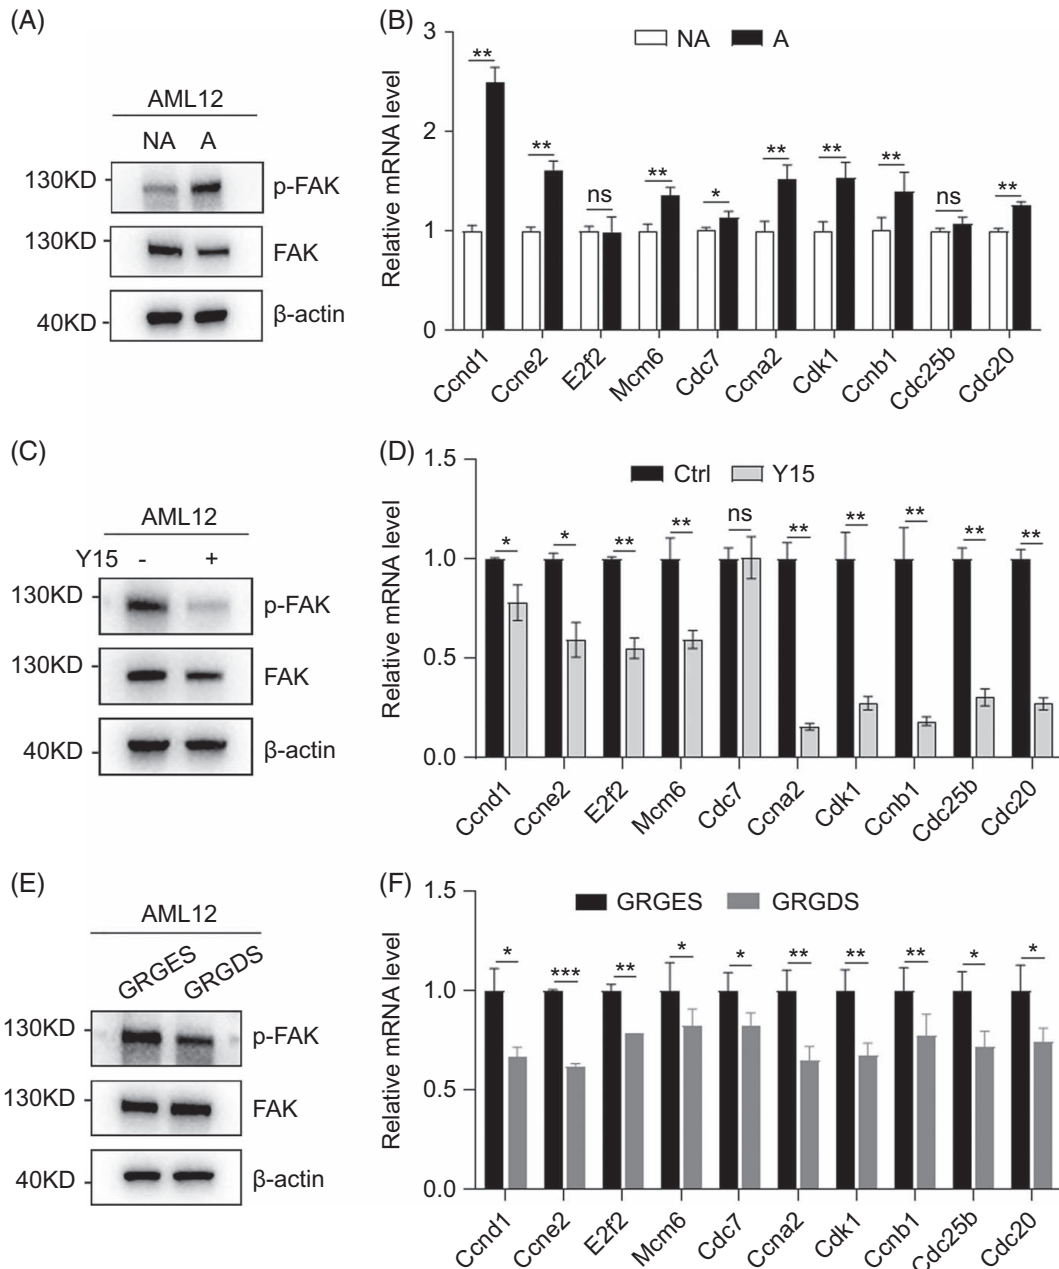 (A)
AML12
NA A
130KD p-FAK
130KD FAK
40KD β-actin
(B)
NA A
Relative mRNA level
3
2
1
0
** ** ns ** * ** ** ** ns **
Ccnd1 Ccne2 E2f2 Mcm6 Cdc7 Ccna2 Cdk1 Ccnb1 Cdc25b Cdc20
(C)
AML12
Y15 - +
130KD p-FAK
130KD FAK
40KD β-actin
(D)
Ctrl Y15
Relative mRNA level
1.5
1.0
0.5
0.0
* * ** ** ns ** ** ** ** **
Ccnd1 Ccne2 E2f2 Mcm6 Cdc7 Ccna2 Cdk1 Ccnb1 Cdc25b Cdc20
(E)
AML12
GRGES GRGDS
130KD p-FAK
130KD FAK
40KD β-actin
(F)
GRGES GRGDS
Relative mRNA level
1.5
1.0
0.5
0.0
* *** ** * * ** ** ** * *
Ccnd1 Ccne2 E2f2 Mcm6 Cdc7 Ccna2 Cdk1 Ccnb1 Cdc25b Cdc20